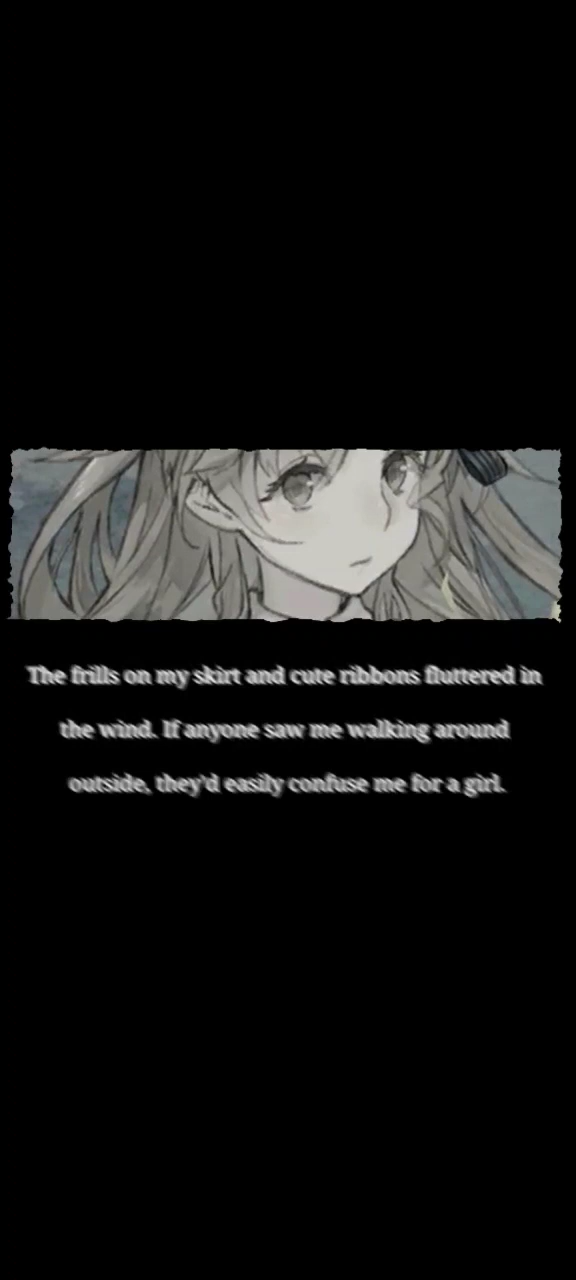 The frills on my skirt and cute ribbons fluttered in
the wind. If anyone saw me walking around
outside, they'd easily confuse me for a girl.